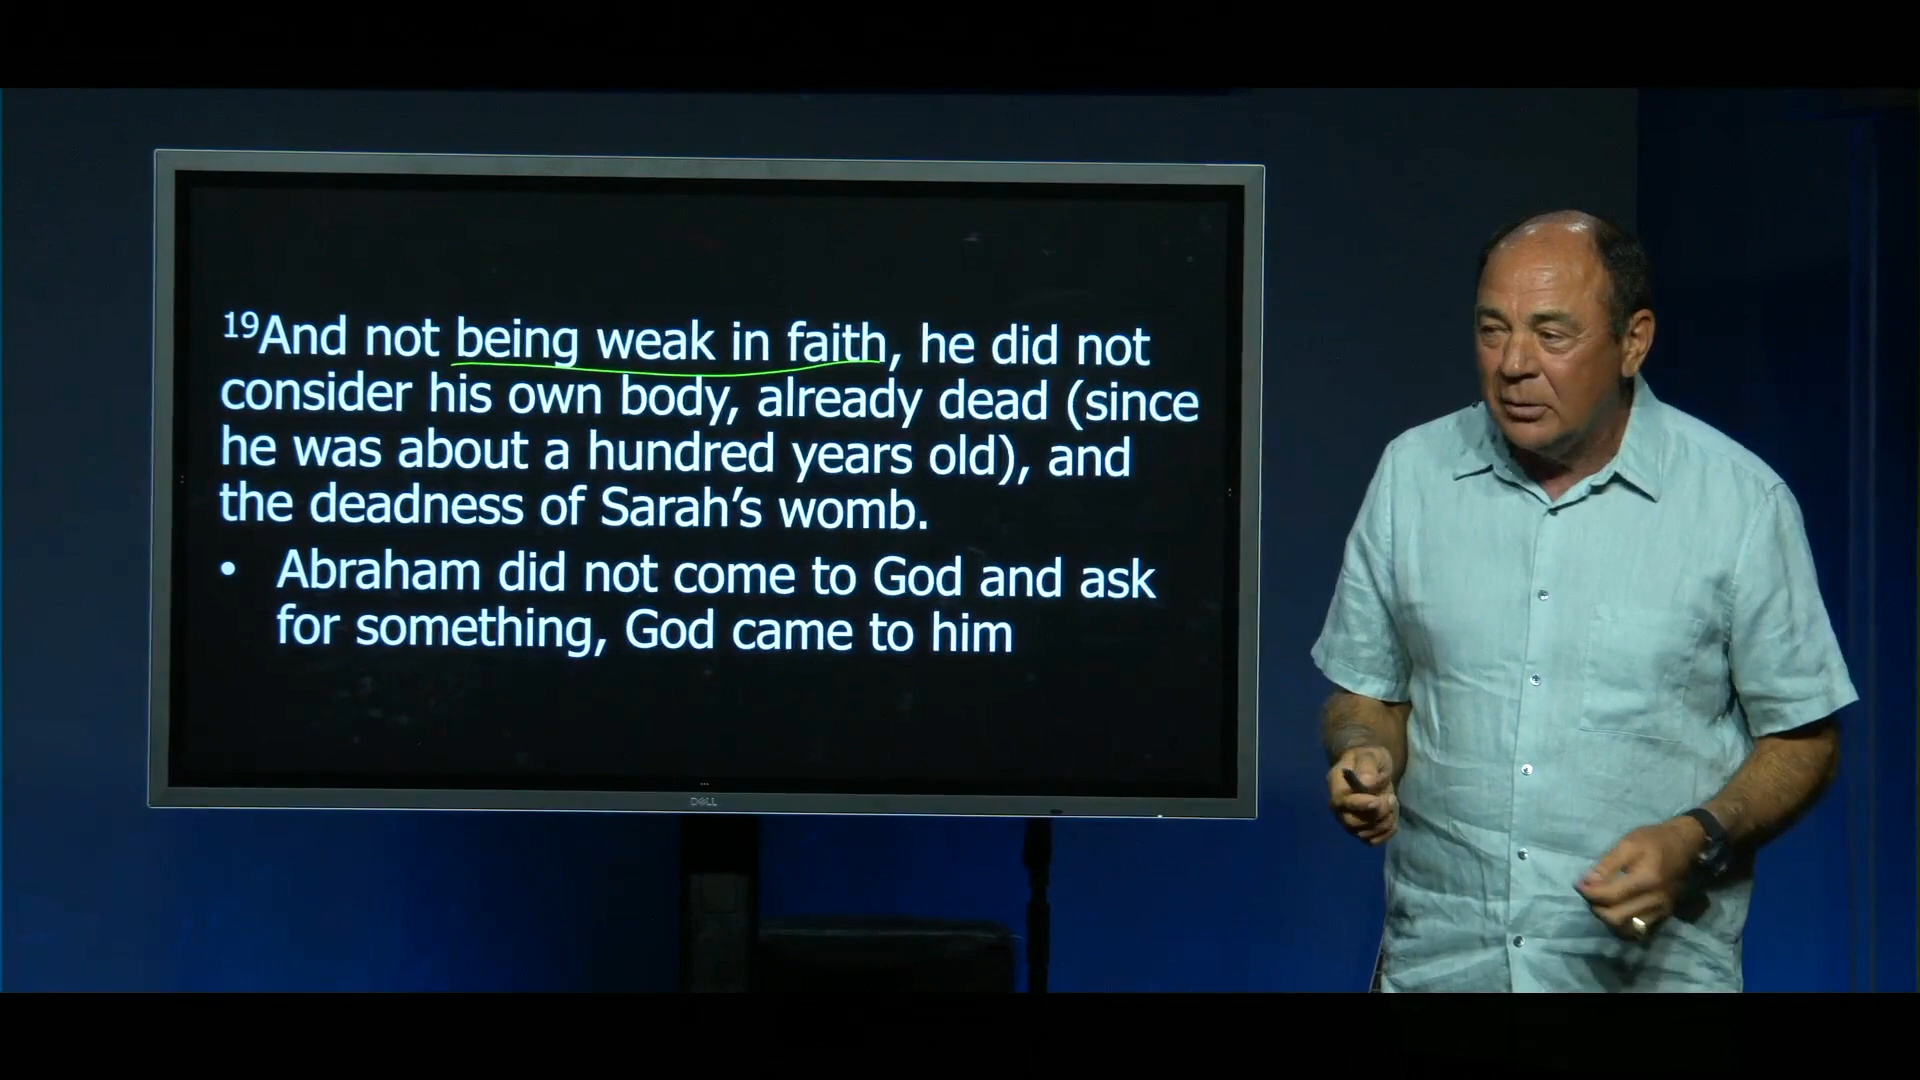 ¹⁹And not being weak in faith, he did not
consider his own body, already dead (since
he was about a hundred years old), and
the deadness of Sarah’s womb.
• Abraham did not come to God and ask
for something, God came to him
DELL